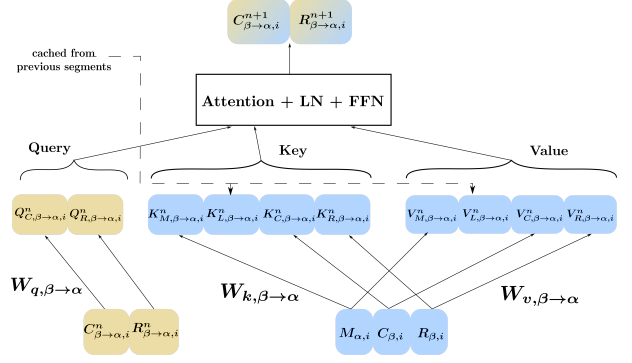 C^{n+1}_{β→α,i} R^{n+1}_{β→α,i}
cached from
previous segments
Attention + LN + FFN
Query Key Value
Q^n_{C,β→α,i} Q^n_{R,β→α,i} K^n_{M,β→α,i} K^n_{L,β→α,i} K^n_{C,β→α,i} K^n_{R,β→α,i} V^n_{M,β→α,i} V^n_{L,β→α,i} V^n_{C,β→α,i} V^n_{R,β→α,i}
W_{q,β→α} W_{k,β→α} W_{v,β→α}
C^n_{β→α,i} R^n_{β→α,i} M_{α,i} C_{β,i} R_{β,i}